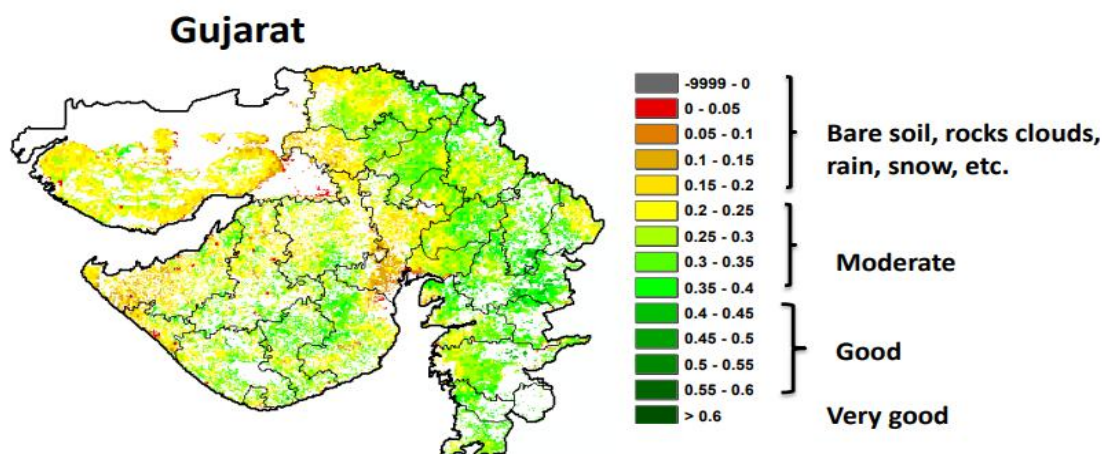 Gujarat
-9999 - 0
0 - 0.05
0.05 - 0.1
0.1 - 0.15
0.15 - 0.2
0.2 - 0.25
0.25 - 0.3
0.3 - 0.35
0.35 - 0.4
0.4 - 0.45
0.45 - 0.5
0.5 - 0.55
0.55 - 0.6
> 0.6
Bare soil, rocks clouds,
rain, snow, etc.
Moderate
Good
Very good